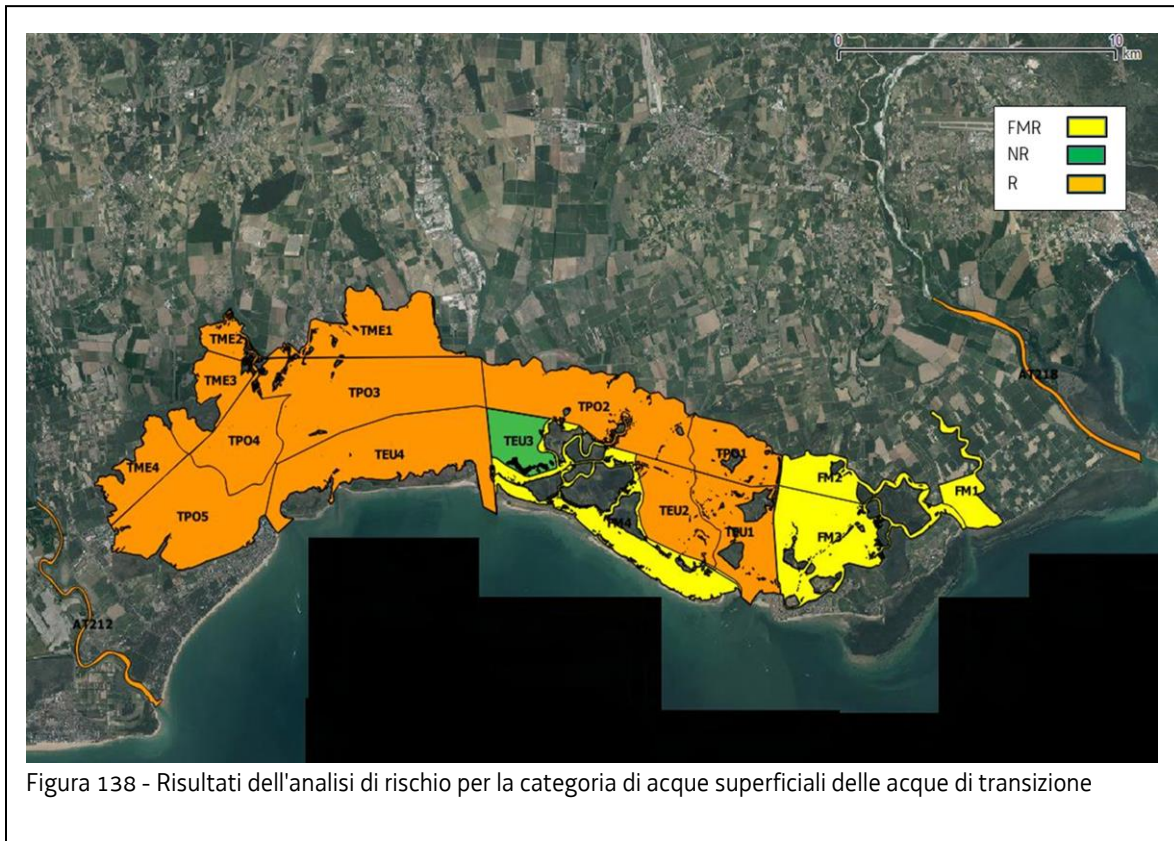 0 10
km
FMR
NR
R
TME1
TME2
TME3
TPO3
TPO2
AT218
TEU3
TPO4
TPO1
TME4
TEU4
FM2
FM1
TPO5
TEU2
FM4
TEU1
FM3
AT212
Figura 138 - Risultati dell'analisi di rischio per la categoria di acque superficiali delle acque di transizione